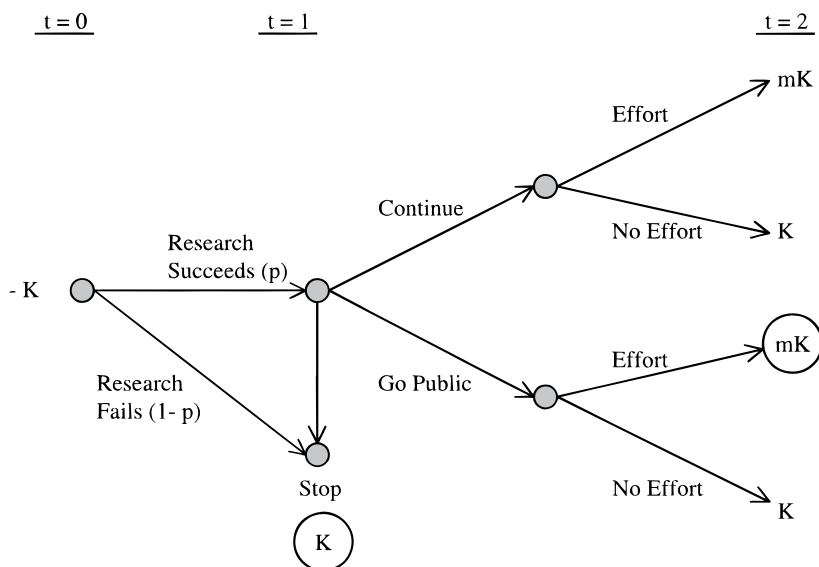 t = 0
t = 1
t = 2
mK
Effort
Continue
No Effort
K
Research
Succeeds (p)
- K
mK
Effort
Go Public
Research
Fails (1- p)
No Effort
K
Stop
K